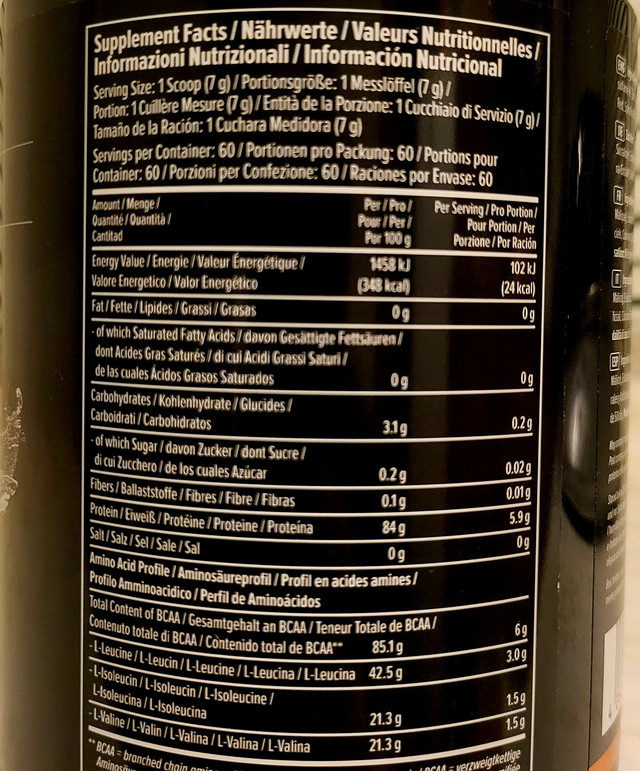 Supplement Facts / Nährwerte / Valeurs Nutritionnelles /
Informazioni Nutrizionali / Información Nutricional
Serving Size: 1 Scoop (7 g) / Portionsgröße: 1 Messlöffel (7 g) /
Portion: 1 Cuillère Mesure (7 g) / Entità de la Porzione: 1 Cucchiaio di Servizio (7 g) /
Tamaño de la Ración: 1 Cuchara Medidora (7 g)
Servings per Container: 60 / Portionen pro Packung: 60 / Portions pour
Container: 60 / Porzioni per Confezione: 60 / Raciones por Envase: 60
Amount / Menge / Per / Pro / Per Serving / Pro Portion /
Quantité / Quantità / Pour / Per / Pour Portion / Per
Cantitad Por 100 g Porzione / Por Ración
Energy Value / Energie / Valeur Énergétique / 1458 kJ 102 kJ
Valore Energetico / Valor Energético (348 kcal) (24 kcal)
Fat / Fette / Lipides / Grassi / Grasas 0 g 0 g
- of which Saturated Fatty Acids / davon Gesättigte Fettsäuren /
dont Acides Gras Saturés / di cui Acidi Grassi Saturi /
de las cuales Ácidos Grasos Saturados 0 g 0 g
Carbohydrates / Kohlenhydrate / Glucides /
Carboidrati / Carbohidratos 3.1 g 0.2 g
- of which Sugar / davon Zucker / dont Sucre /
di cui Zucchero / de los cuales Azúcar 0.2 g 0.02 g
Fibers / Ballaststoffe / Fibres / Fibre / Fibras 0.1 g 0.01 g
Protein / Eiweiß / Protéine / Proteine / Proteína 84 g 5.9 g
Salt / Salz / Sel / Sale / Sal 0 g 0 g
Amino Acid Profile / Aminosäureprofil / Profil en acides amines /
Profilo Amminoacidico / Perfil de Aminoácidos
Total Content of BCAA / Gesamtgehalt an BCAA / Teneur Totale de BCAA /
Contenuto totale di BCAA / Contenido total de BCAA** 85.1 g 6 g
- L-Leucine / L-Leucin / L-Leucine / L-Leucina / L-Leucina 42.5 g 3.0 g
- L-Isoleucin / L-Isoleucin / L-Isoleucine /
L-Isoleucina / L-Isoleucina 21.3 g 1.5 g
- L-Valine / L-Valin / L-Valina / L-Valina / L-Valina 21.3 g 1.5 g
** BCAA = branched chain / BCAA = verzweigtkettige